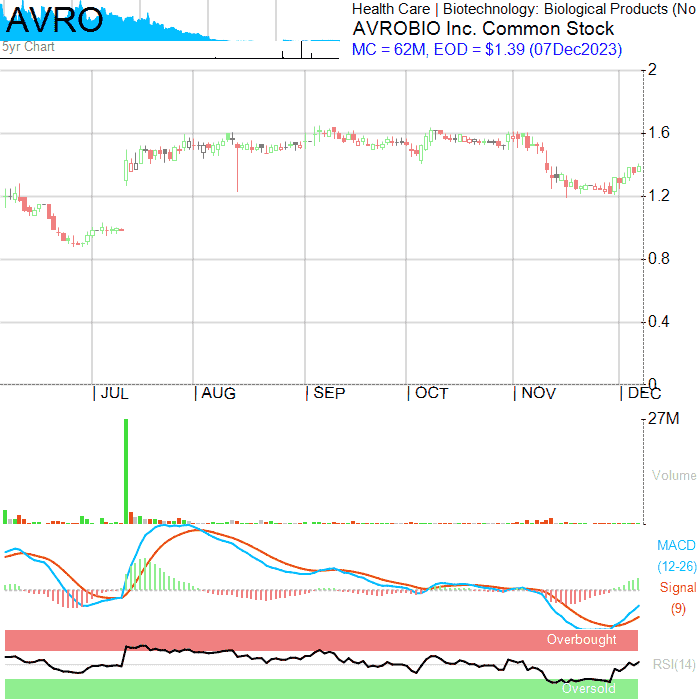 AVRO
5yr Chart
Health Care | Biotechnology: Biological Products (No
AVROBIO Inc. Common Stock
MC = 62M, EOD = $1.39 (07Dec2023)
2
1.6
1.2
0.8
0.4
0
JUL AUG SEP OCT NOV DEC
27M
Volume
MACD
(12-26)
Signal
(9)
Overbought
RSI(14)
Oversold